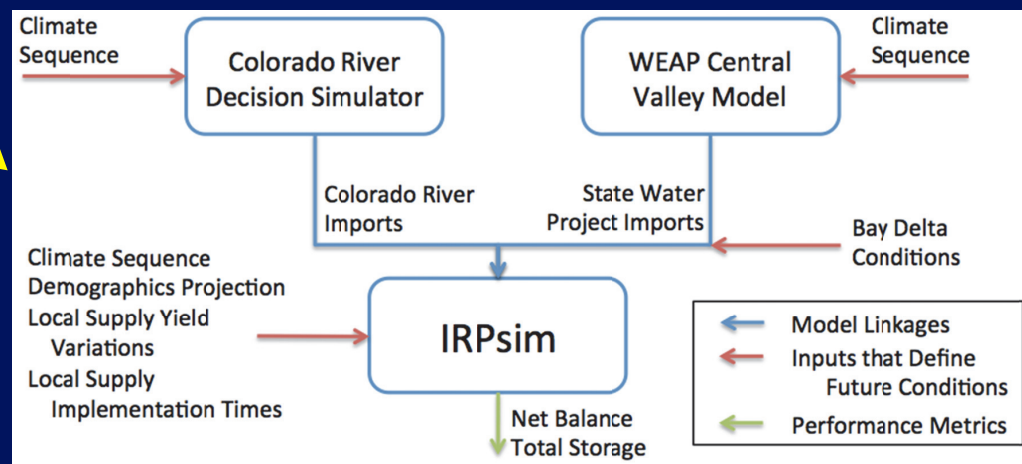 Climate
Sequence
Colorado River
Decision Simulator
WEAP Central
Valley Model
Climate
Sequence
Colorado River
Imports
State Water
Project Imports
Bay Delta
Conditions
Climate Sequence
Demographics Projection
Local Supply Yield
Variations
Local Supply
Implementation Times
IRPsim
Net Balance
Total Storage
Model Linkages
Inputs that Define
Future Conditions
Performance Metrics